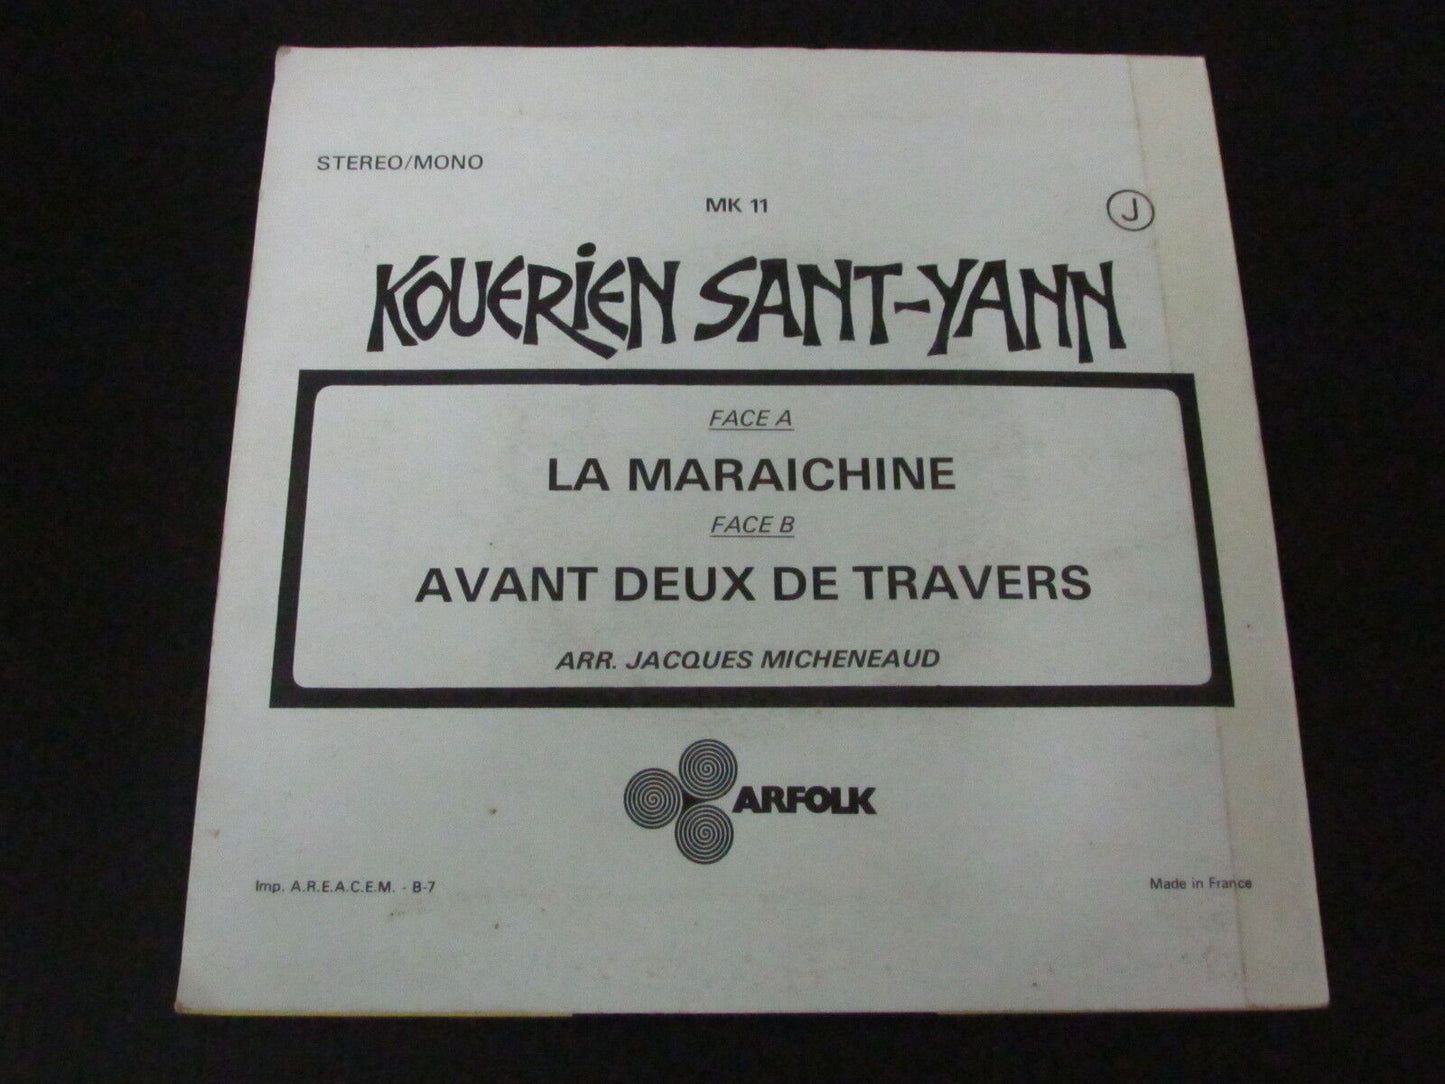 STEREO/MONO
MK 11
J
KOUERIEN SANT-YANN
FACE A
LA MARAICHINE
FACE B
AVANT DEUX DE TRAVERS
ARR. JACQUES MICHENEAUD
ARFOLK
Imp. A.R.E.A.C.E.M. - B-7
Made in France